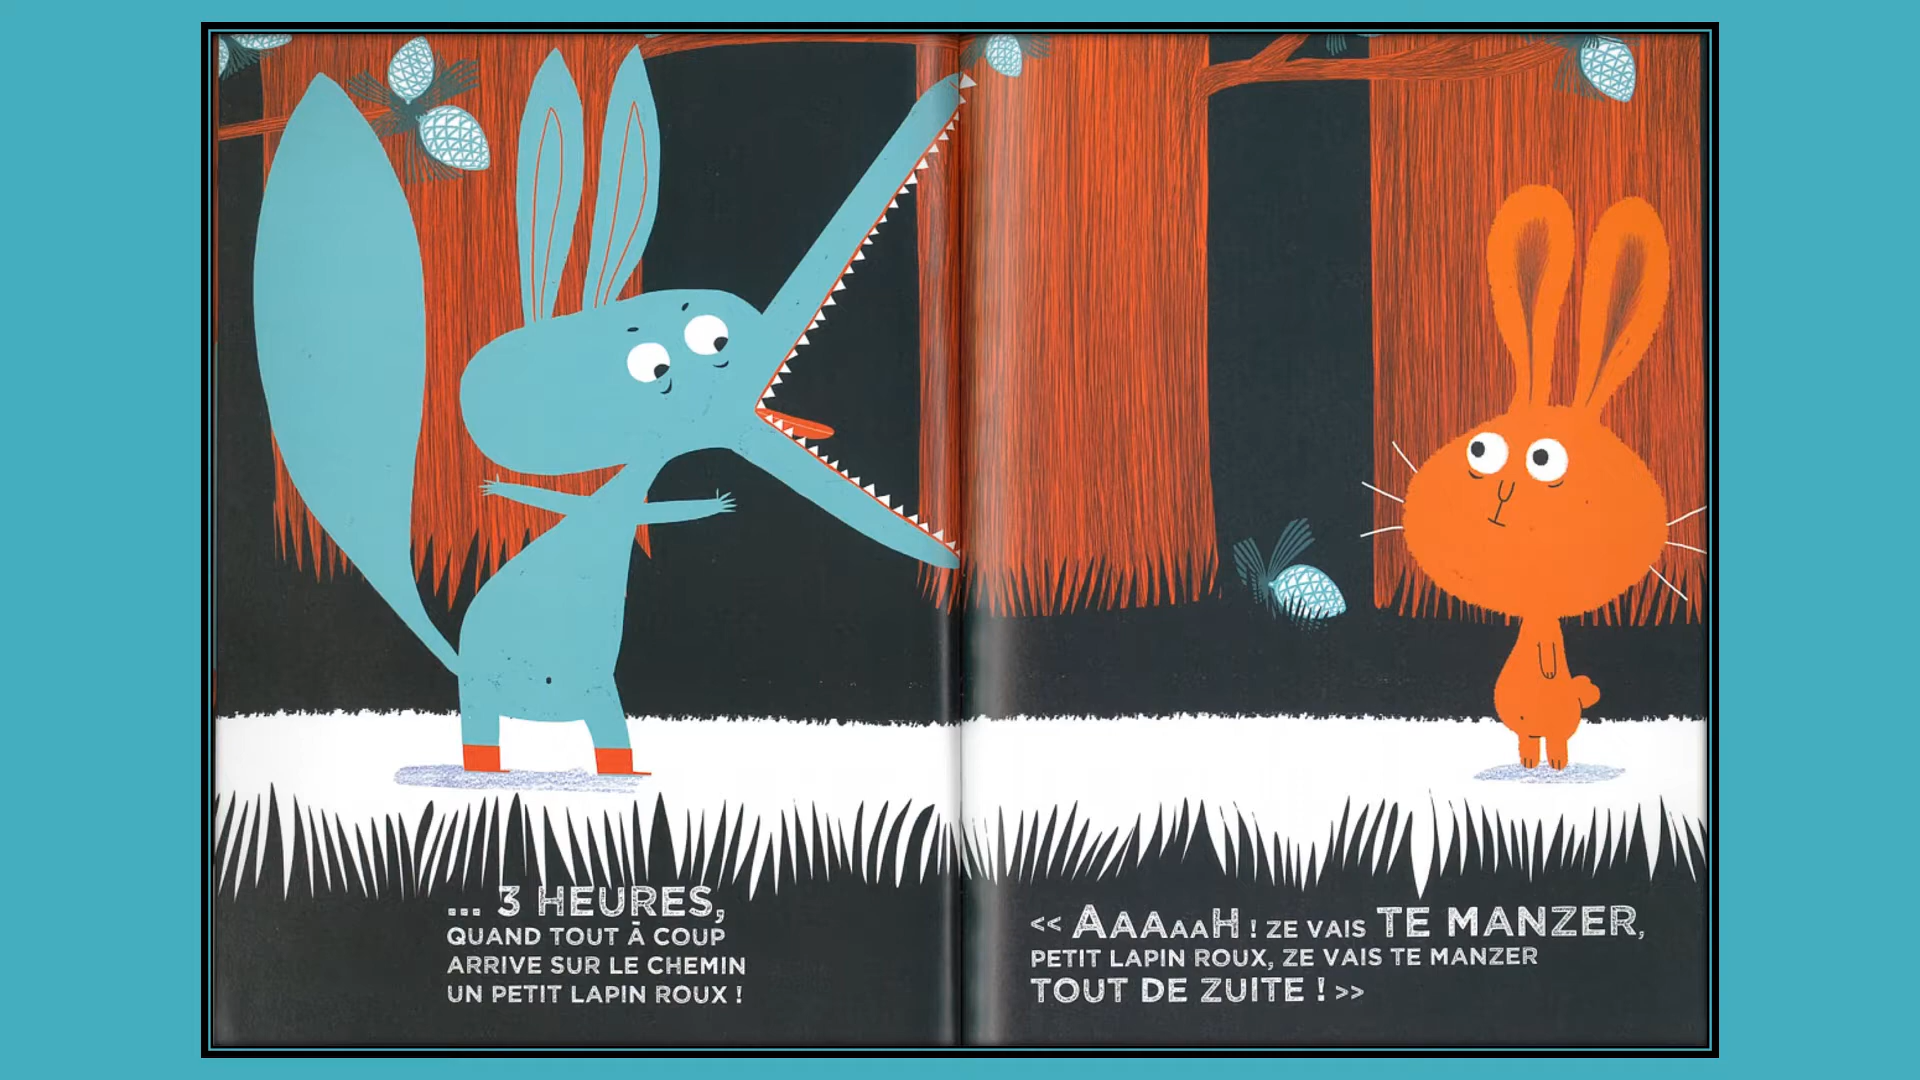 ... 3 HEURES,
QUAND TOUT À COUP
ARRIVE SUR LE CHEMIN
UN PETIT LAPIN ROUX !
<< AAAAAH ! ZE VAIS TE MANZER,
PETIT LAPIN ROUX, ZE VAIS TE MANZER
TOUT DE ZUITE ! >>